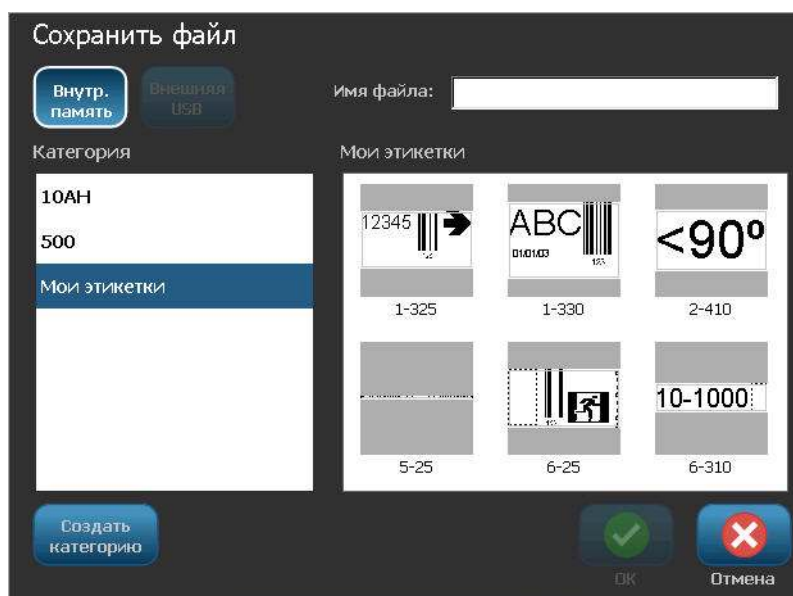 Сохранить файл
Внутр.
память
Внешняя
USB
Имя файла:
Категория
Мои этикетки
10AH
500
Мои этикетки
12345
ABC
01/01/03
123
<90º
1-325
1-330
2-410
10-1000
5-25
6-25
6-310
Создать
категорию
OK
Отмена